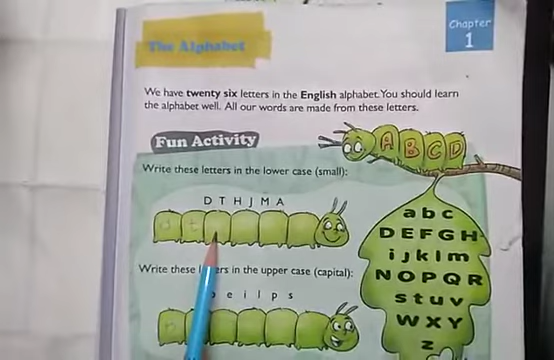 Chapter
1
The Alphabet
We have twenty six letters in the English alphabet. You should learn
the alphabet well. All our words are made from these letters.
Fun Activity
A B C D
Write these letters in the lower case (small):
D T H J M A
d t
Write these in the upper case (capital):
e i l p s
a b c
D E F G H
i j k l m
N O P Q R
s t u v
W X Y
z